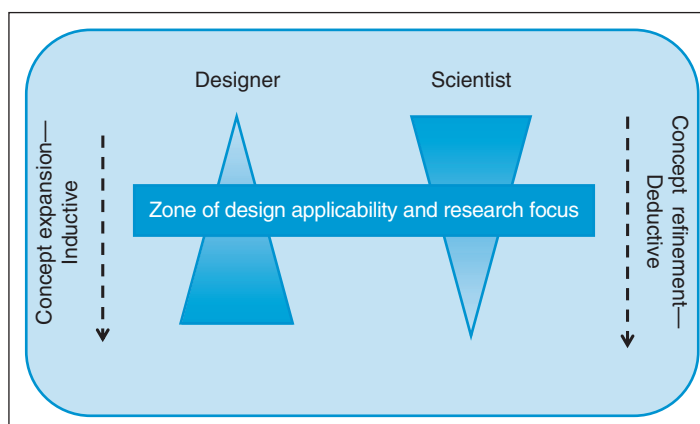 Designer
Scientist
Concept expansion—
Inductive
Zone of design applicability and research focus
Concept refinement—
Deductive